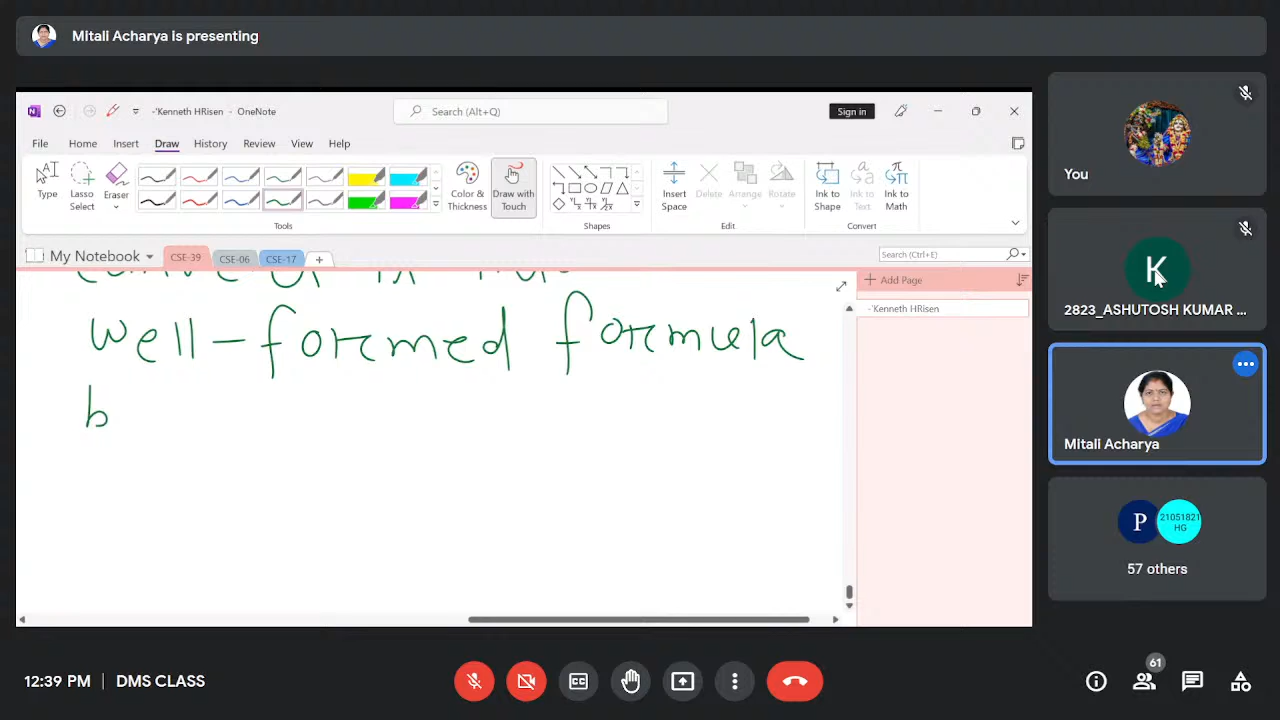 Mitali Acharya is presenting
-'Kenneth HRisen - OneNote
Search (Alt+Q)
Sign in
File Home Insert Draw History Review View Help
Type
Lasso Select
Eraser
Color & Thickness
Draw with Touch
Insert Space
Delete
Arrange
Rotate
Ink to Shape
Ink to Text
Ink to Math
Tools Shapes Edit Convert
My Notebook CSE-39 CSE-06 CSE-17 +
Search (Ctrl+E)
+ Add Page
-'Kenneth HRisen
well-formed formula
b
You
K
2823_ASHUTOSH KUMAR ...
Mitali Acharya
P
21051821 HG
57 others
12:39 PM | DMS CLASS
61